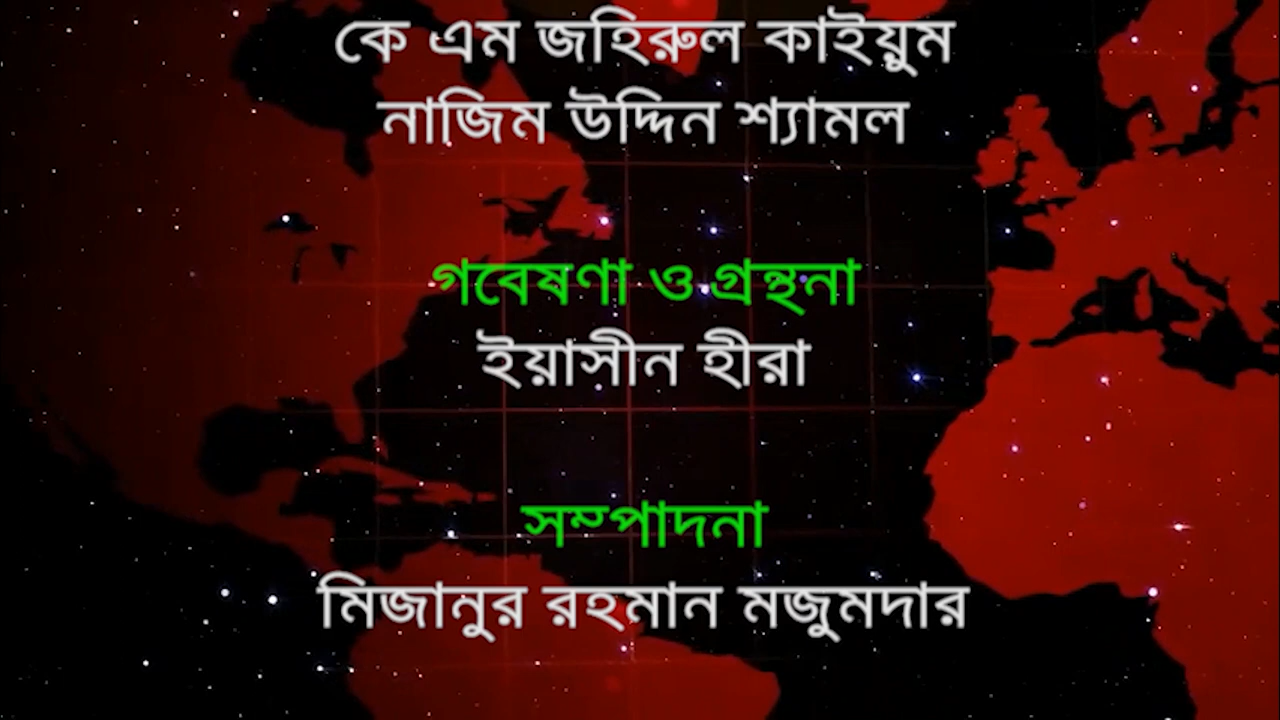 কে এম জহিরুল কাইয়ুম
নাজিম উদ্দিন শ্যামল
গবেষণা ও গ্রন্থনা
ইয়াসীন হীরা
সম্পাদনা
মিজানুর রহমান মজুমদার